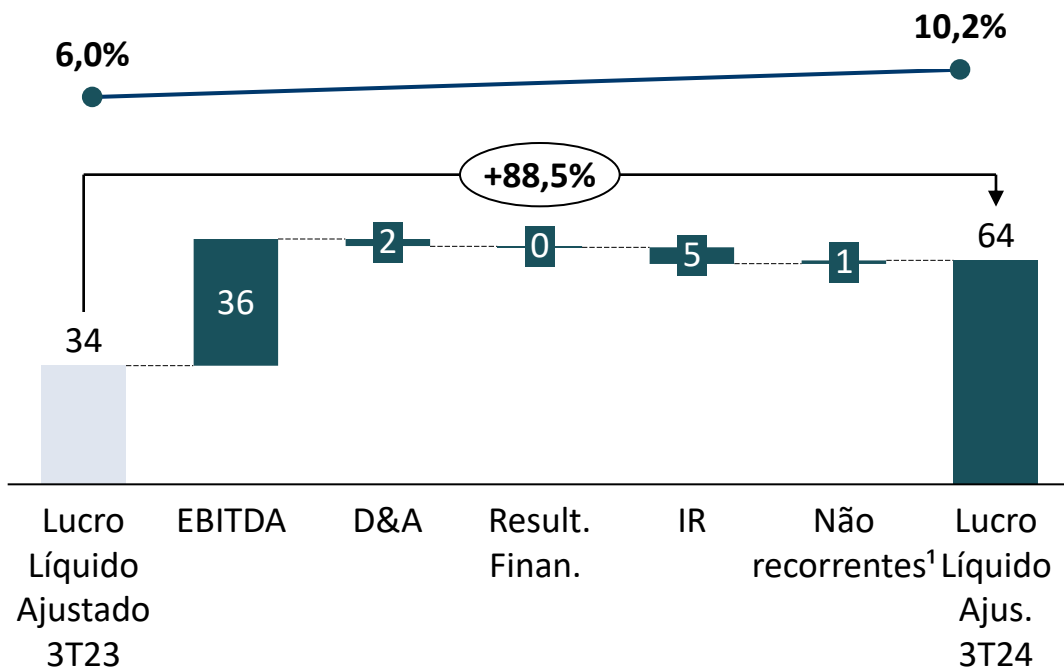 6,0%
10,2%
+88,5%
34
36
2
0
5
1
64
Lucro
Líquido
Ajustado
3T23
EBITDA
D&A
Result.
Finan.
IR
Não
recorrentes¹
Lucro
Líquido
Ajus.
3T24